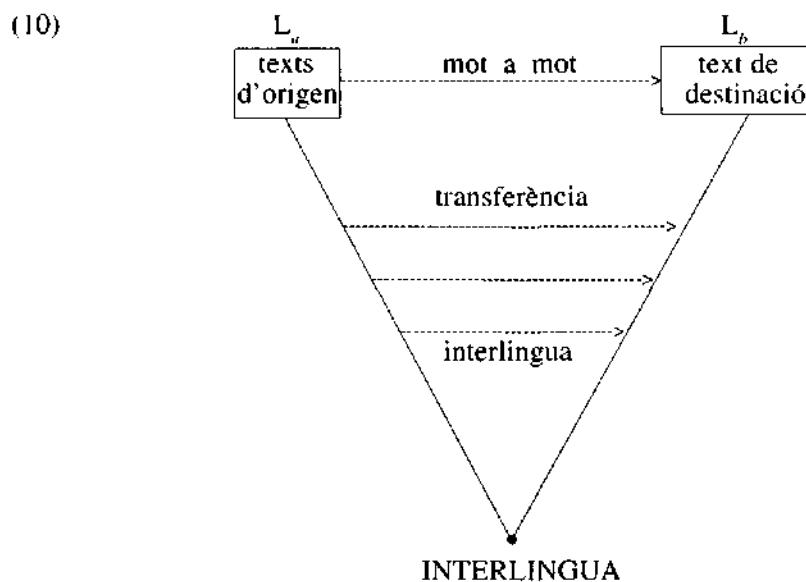 (10)
L_a L_b
texts mot a mot text de
d'origen destinació
transferència
interlingua
INTERLINGUA